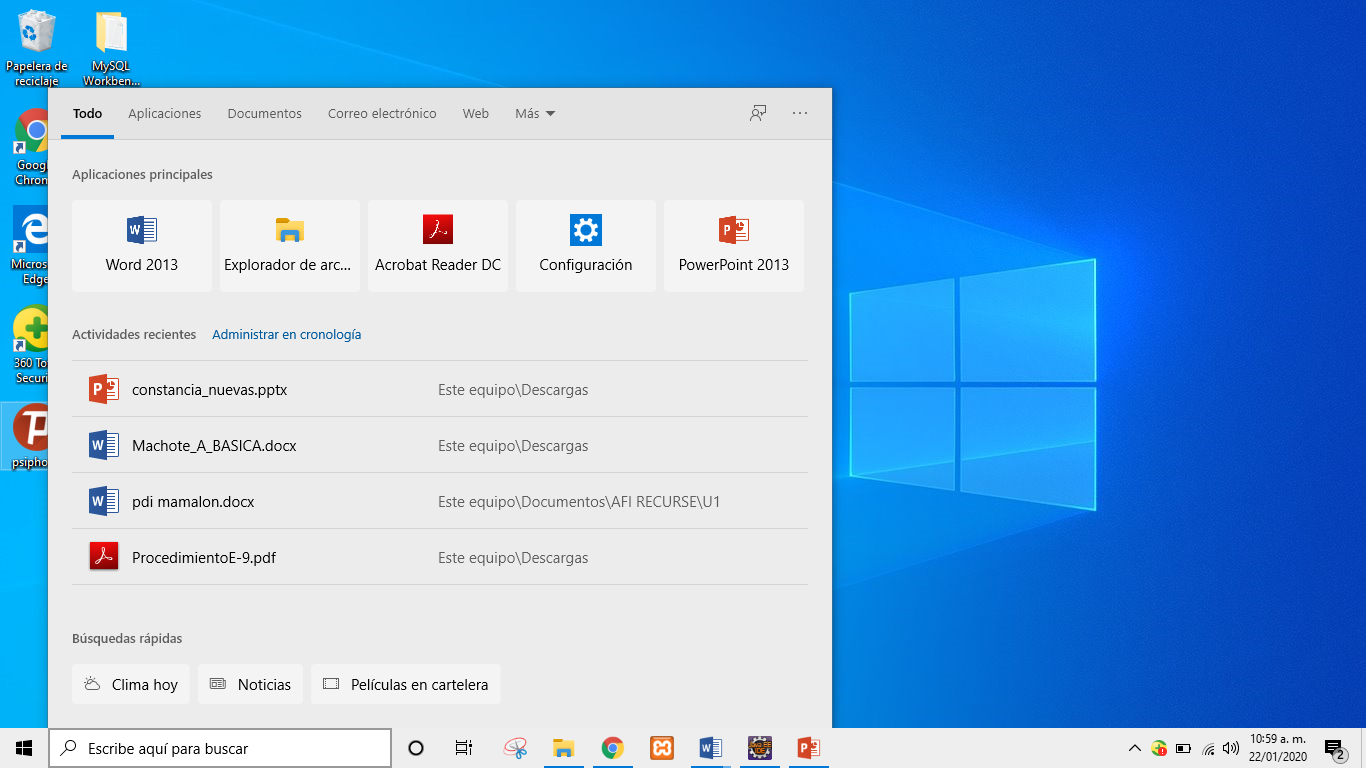 Papelera de
reciclaje
MySQL
Workben...
Googl
Chrom
Micros
Edge
360 To
Securi
psipho
Todo
Aplicaciones
Documentos
Correo electrónico
Web
Más
Aplicaciones principales
Word 2013
Explorador de arc...
Acrobat Reader DC
Configuración
PowerPoint 2013
Actividades recientes Administrar en cronología
constancia_nuevas.pptx Este equipo\Descargas
Machote_A_BASICA.docx Este equipo\Descargas
pdi mamalon.docx Este equipo\Documentos\AFI RECURSE\U1
ProcedimientoE-9.pdf Este equipo\Descargas
Búsquedas rápidas
Clima hoy
Noticias
Películas en cartelera
Escribe aquí para buscar
10:59 a. m.
22/01/2020
2